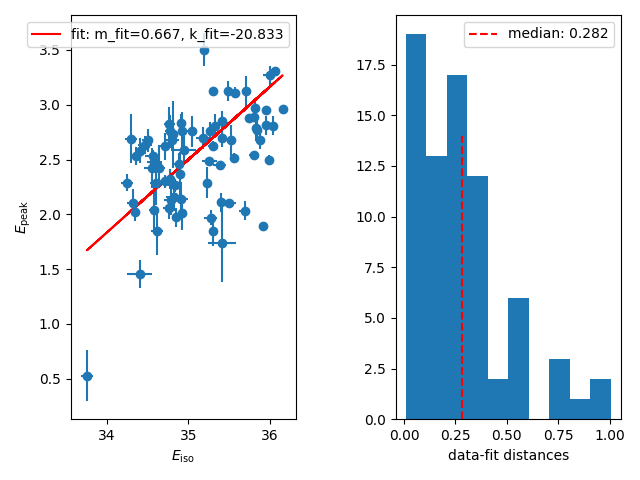 fit: m_fit=0.667, k_fit=-20.833
3.5
3.0
2.5
2.0
1.5
1.0
0.5
E_peak
34 35 36
E_iso
median: 0.282
17.5
15.0
12.5
10.0
7.5
5.0
2.5
0.0
0.00 0.25 0.50 0.75 1.00
data-fit distances